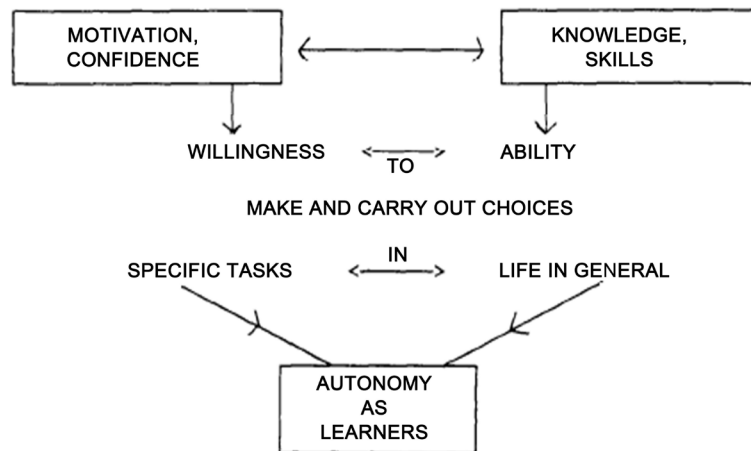 MOTIVATION,
CONFIDENCE
KNOWLEDGE,
SKILLS
WILLINGNESS
TO
ABILITY
MAKE AND CARRY OUT CHOICES
SPECIFIC TASKS
IN
LIFE IN GENERAL
AUTONOMY
AS
LEARNERS